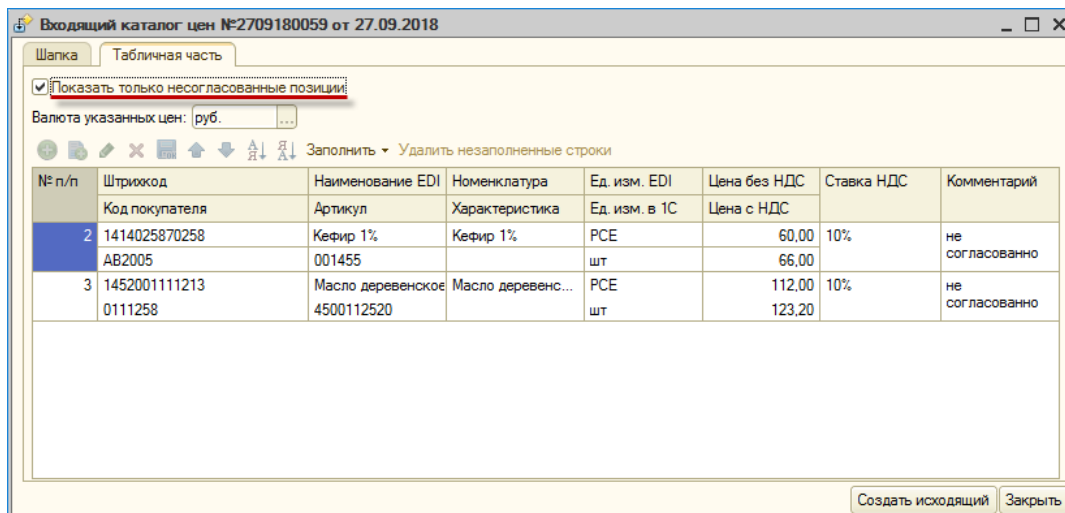 Входящий каталог цен №2709180059 от 27.09.2018
Шапка Табличная часть
Показать только несогласованные позиции
Валюта указанных цен: руб. ...
Заполнить Удалить незаполненные строки
№ п/п Штрихкод Наименование EDI Номенклатура Ед. изм. EDI Цена без НДС Ставка НДС Комментарий
Код покупателя Артикул Характеристика Ед. изм. в 1С Цена с НДС
2 1414025870258 Кефир 1% Кефир 1% PCE 60,00 10% не
AB2005 001455 шт 66,00 согласованно
3 1452001111213 Масло деревенское Масло деревенс... PCE 112,00 10% не
0111258 4500112520 шт 123,20 согласованно
Создать исходящий Закрыть